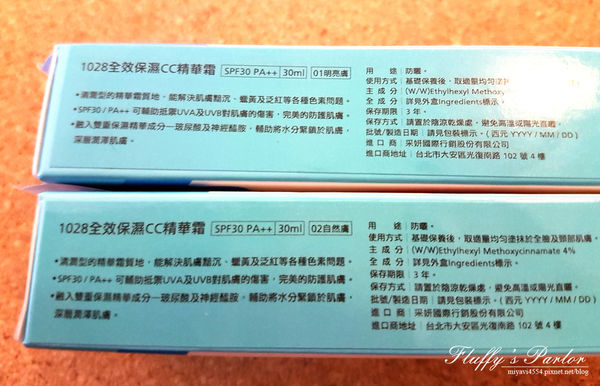 1028全效保濕CC精華霜 SPF30 PA++ 30ml 01明亮膚
•清潤型的精華霜質地，能解決肌膚黯沉、蠟黃及泛紅等各種色素問題。
•SPF30 / PA++ 可輔助抵禦UVA及UVB對肌膚的傷害，完美的防護肌膚。
•融入雙重保濕精華成分—玻尿酸及神經醯胺，輔助將水分緊鎖於肌膚，
深層潤澤肌膚。
用 途｜防曬。
使用方式｜基礎保養後，取適量均勻塗抹
主 成 分｜(W/W)Ethylhexyl Methoxy
全 成 分｜詳見外盒Ingredients標示。
保存期限｜3 年。
保存方式｜請置於陰涼乾燥處，避免高溫或陽光直曬。
批號/製造日期｜請見包裝標示。(西元 YYYY / MM / DD)
進 口 商｜采妍國際行銷股份有限公司
進口商地址｜台北市大安區光復南路 102 號 4 樓
1028全效保濕CC精華霜 SPF30 PA++ 30ml 02自然膚
•清潤型的精華霜質地，能解決肌膚黯沉、蠟黃及泛紅等各種色素問題。
•SPF30 / PA++ 可輔助抵禦UVA及UVB對肌膚的傷害，完美的防護肌膚。
•融入雙重保濕精華成分—玻尿酸及神經醯胺，輔助將水分緊鎖於肌膚，
深層潤澤肌膚。
用 途｜防曬。
使用方式｜基礎保養後，取適量均勻塗抹於全臉及頸部肌膚
主 成 分｜(W/W)Ethylhexyl Methoxycinnamate 4%
全 成 分｜詳見外盒Ingredients標示。
保存期限｜3 年。
保存方式｜請置於陰涼乾燥處，避免高溫或陽光直曬。
批號/製造日期｜請見包裝標示。(西元 YYYY / MM / DD)
進 口 商｜采妍國際行銷股份有限公司
進口商地址｜台北市大安區光復南路 102 號 4 樓
Fluffy's Parlor
miyavs4554.pixnet.net/blog